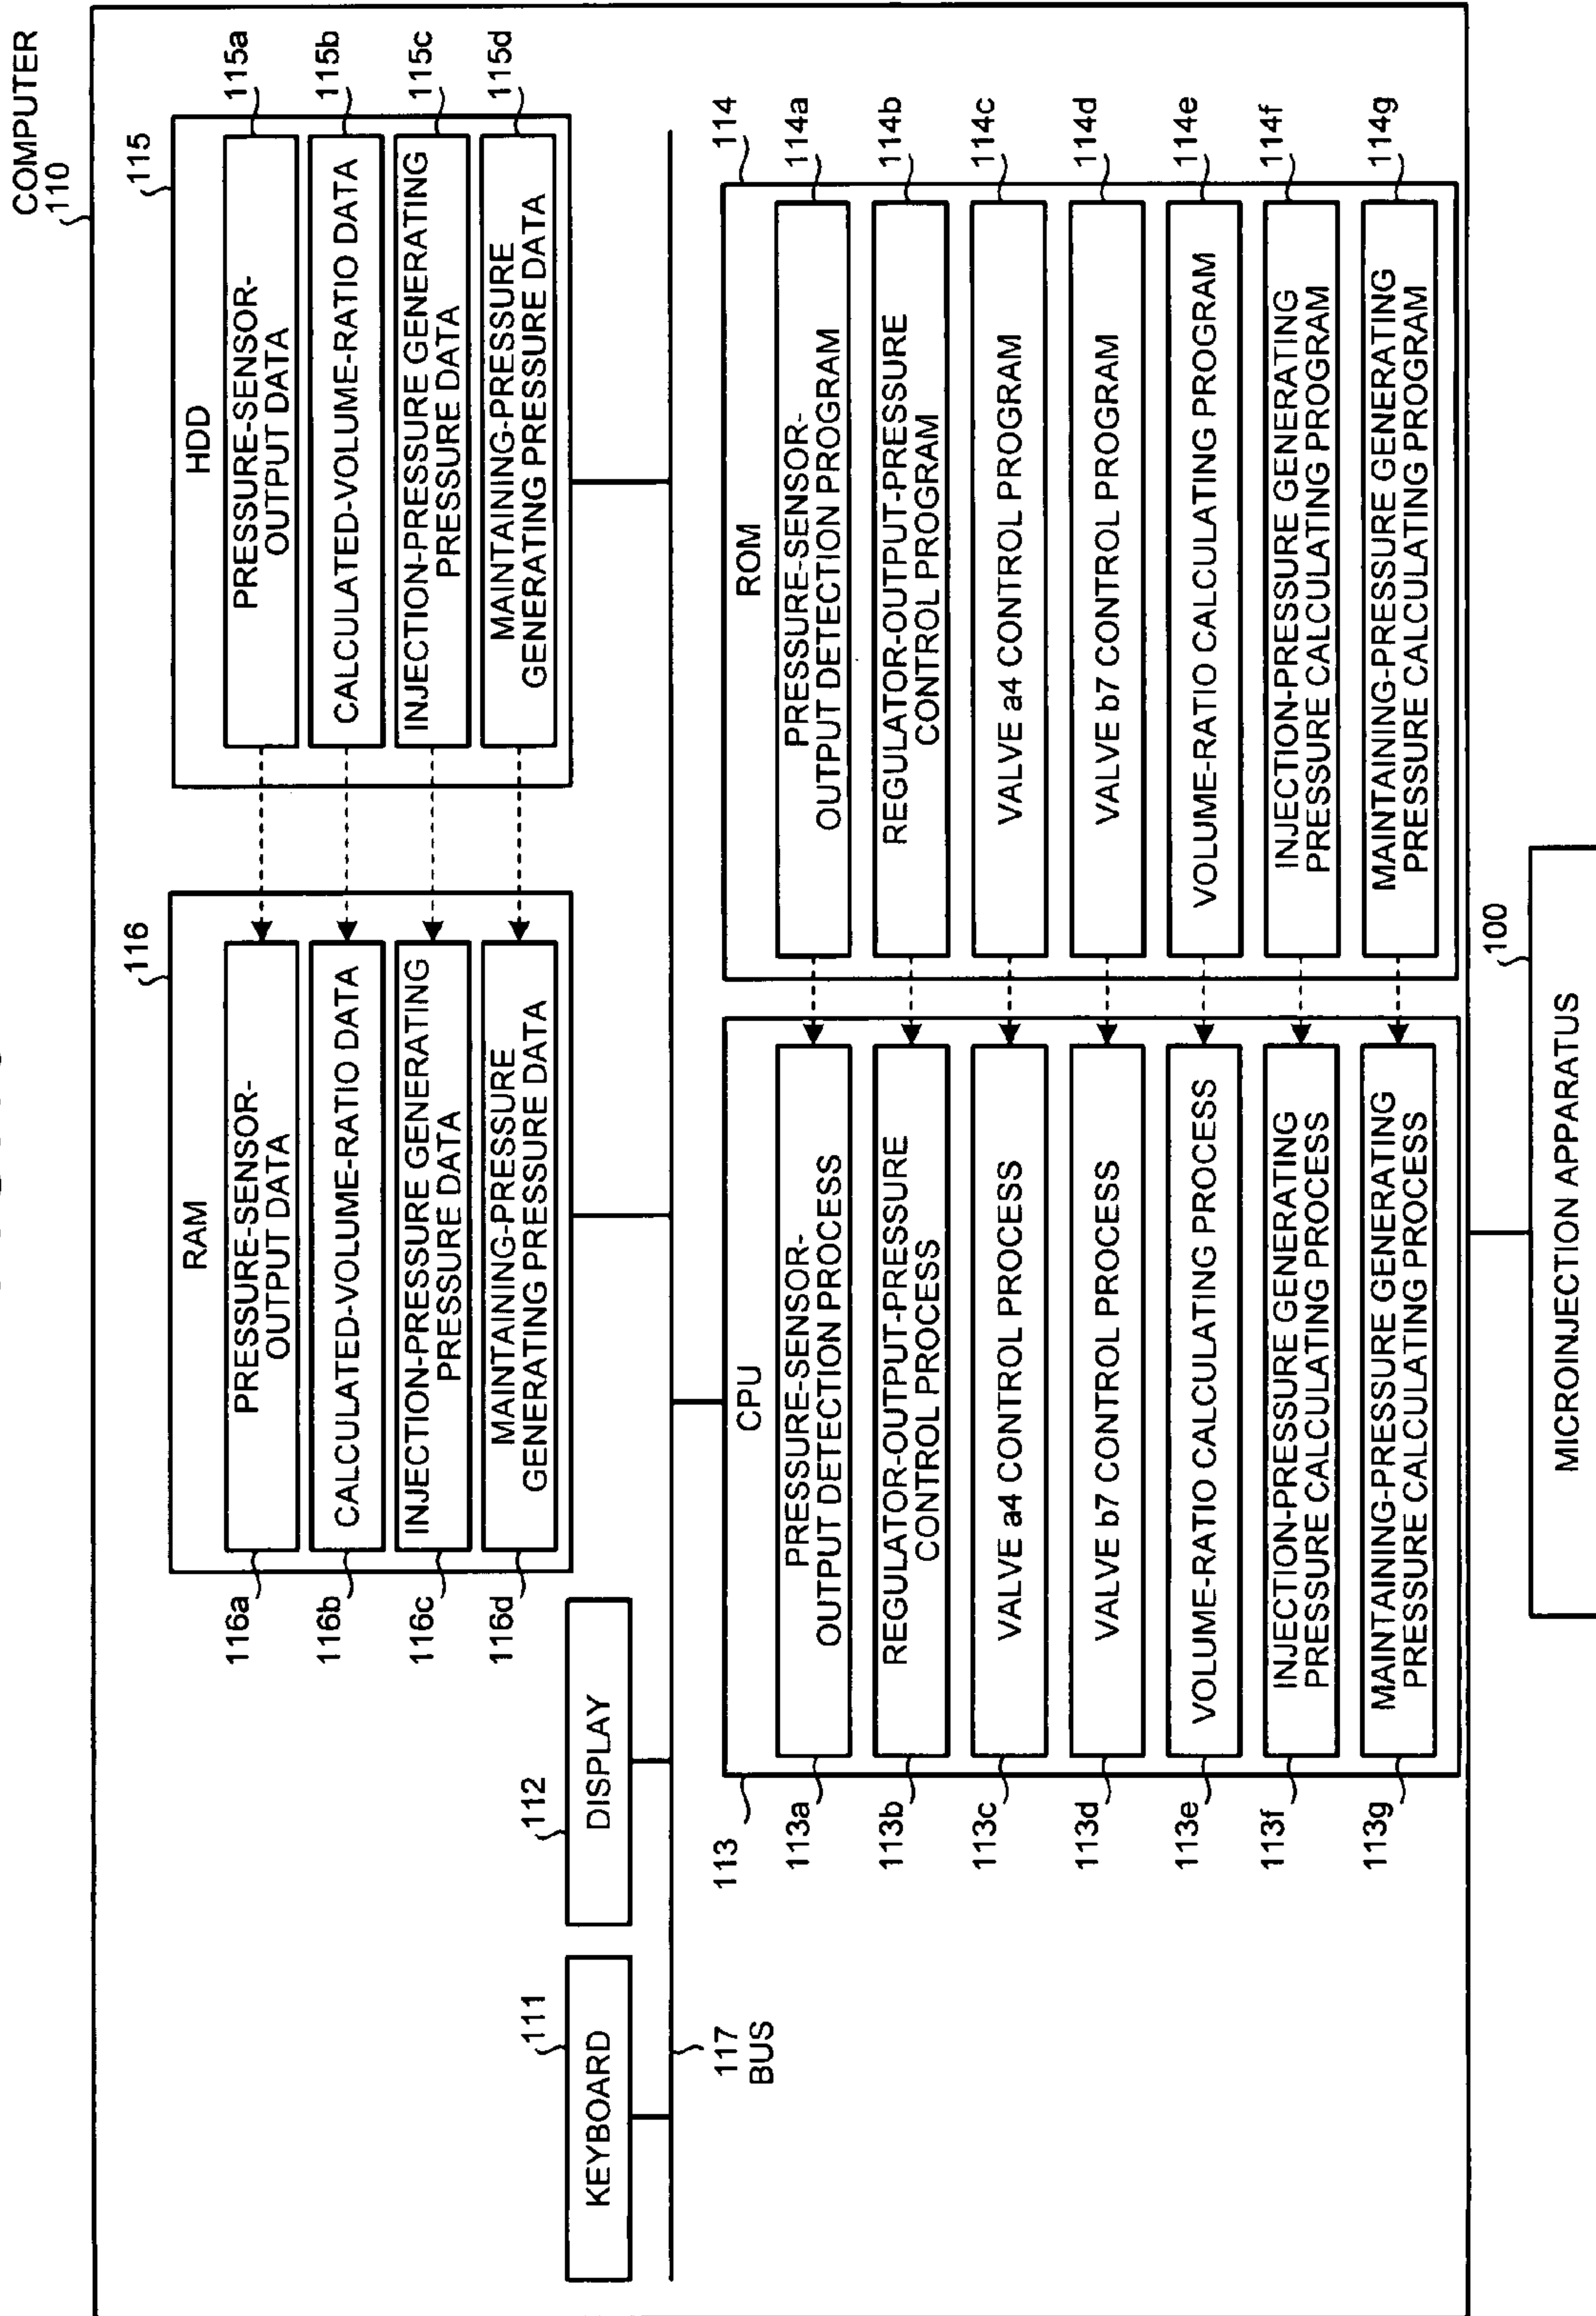 COMPUTER
110
115
HDD
PRESSURE-SENSOR-
OUTPUT DATA
115a
CALCULATED-VOLUME-RATIO DATA
115b
INJECTION-PRESSURE GENERATING
PRESSURE DATA
115c
MAINTAINING-PRESSURE
GENERATING PRESSURE DATA
115d
116
RAM
116a
PRESSURE-SENSOR-
OUTPUT DATA
116b
CALCULATED-VOLUME-RATIO DATA
116c
INJECTION-PRESSURE GENERATING
PRESSURE DATA
116d
MAINTAINING-PRESSURE
GENERATING PRESSURE DATA
112
DISPLAY
111
KEYBOARD
117
BUS
113
CPU
113a
PRESSURE-SENSOR-
OUTPUT DETECTION PROCESS
113b
REGULATOR-OUTPUT-PRESSURE
CONTROL PROCESS
113c
VALVE a4 CONTROL PROCESS
113d
VALVE b7 CONTROL PROCESS
113e
VOLUME-RATIO CALCULATING PROCESS
113f
INJECTION-PRESSURE GENERATING
PRESSURE CALCULATING PROCESS
113g
MAINTAINING-PRESSURE GENERATING
PRESSURE CALCULATING PROCESS
114
ROM
PRESSURE-SENSOR-
OUTPUT DETECTION PROGRAM
114a
REGULATOR-OUTPUT-PRESSURE
CONTROL PROGRAM
114b
VALVE a4 CONTROL PROGRAM
114c
VALVE b7 CONTROL PROGRAM
114d
VOLUME-RATIO CALCULATING PROGRAM
114e
INJECTION-PRESSURE GENERATING
PRESSURE CALCULATING PROGRAM
114f
MAINTAINING-PRESSURE GENERATING
PRESSURE CALCULATING PROGRAM
114g
100
MICROINJECTION APPARATUS